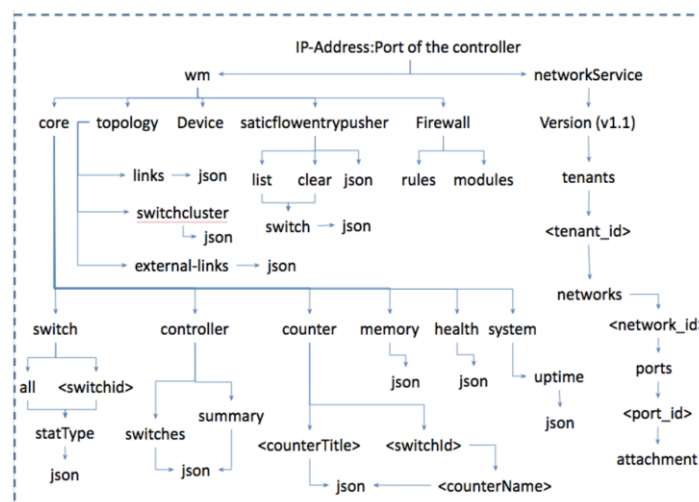 IP-Address:Port of the controller
wm networkService
core topology Device saticflowentrypusher Firewall Version (v1.1)
links json list clear json rules modules tenants
switchcluster
json switch json <tenant_id>
external-links json
networks
switch controller counter memory health system <network_id>
all <switchid> json json uptime ports
summary
statType switches <counterTitle> <switchId> json <port_id>
json json json <counterName> attachment